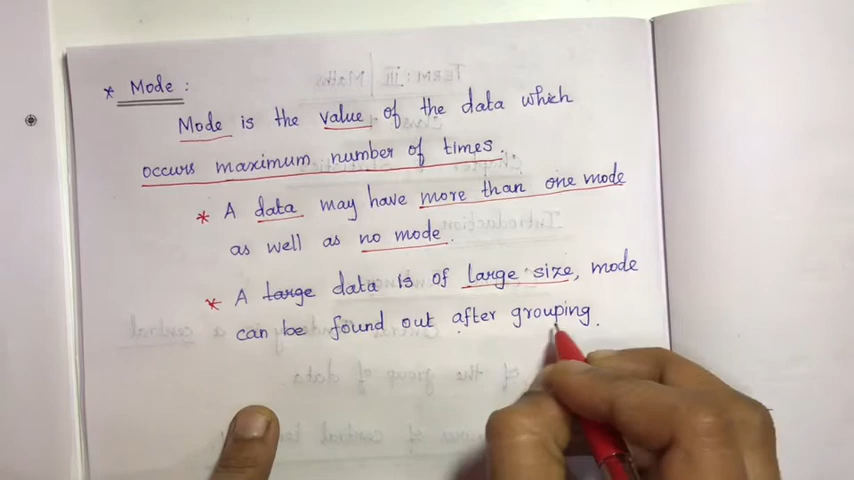 * Mode :
Mode is the value of the data which
occurs maximum number of times.
* A data may have more than one mode
as well as no mode.
* A large data is of large size, mode
can be found out after grouping.